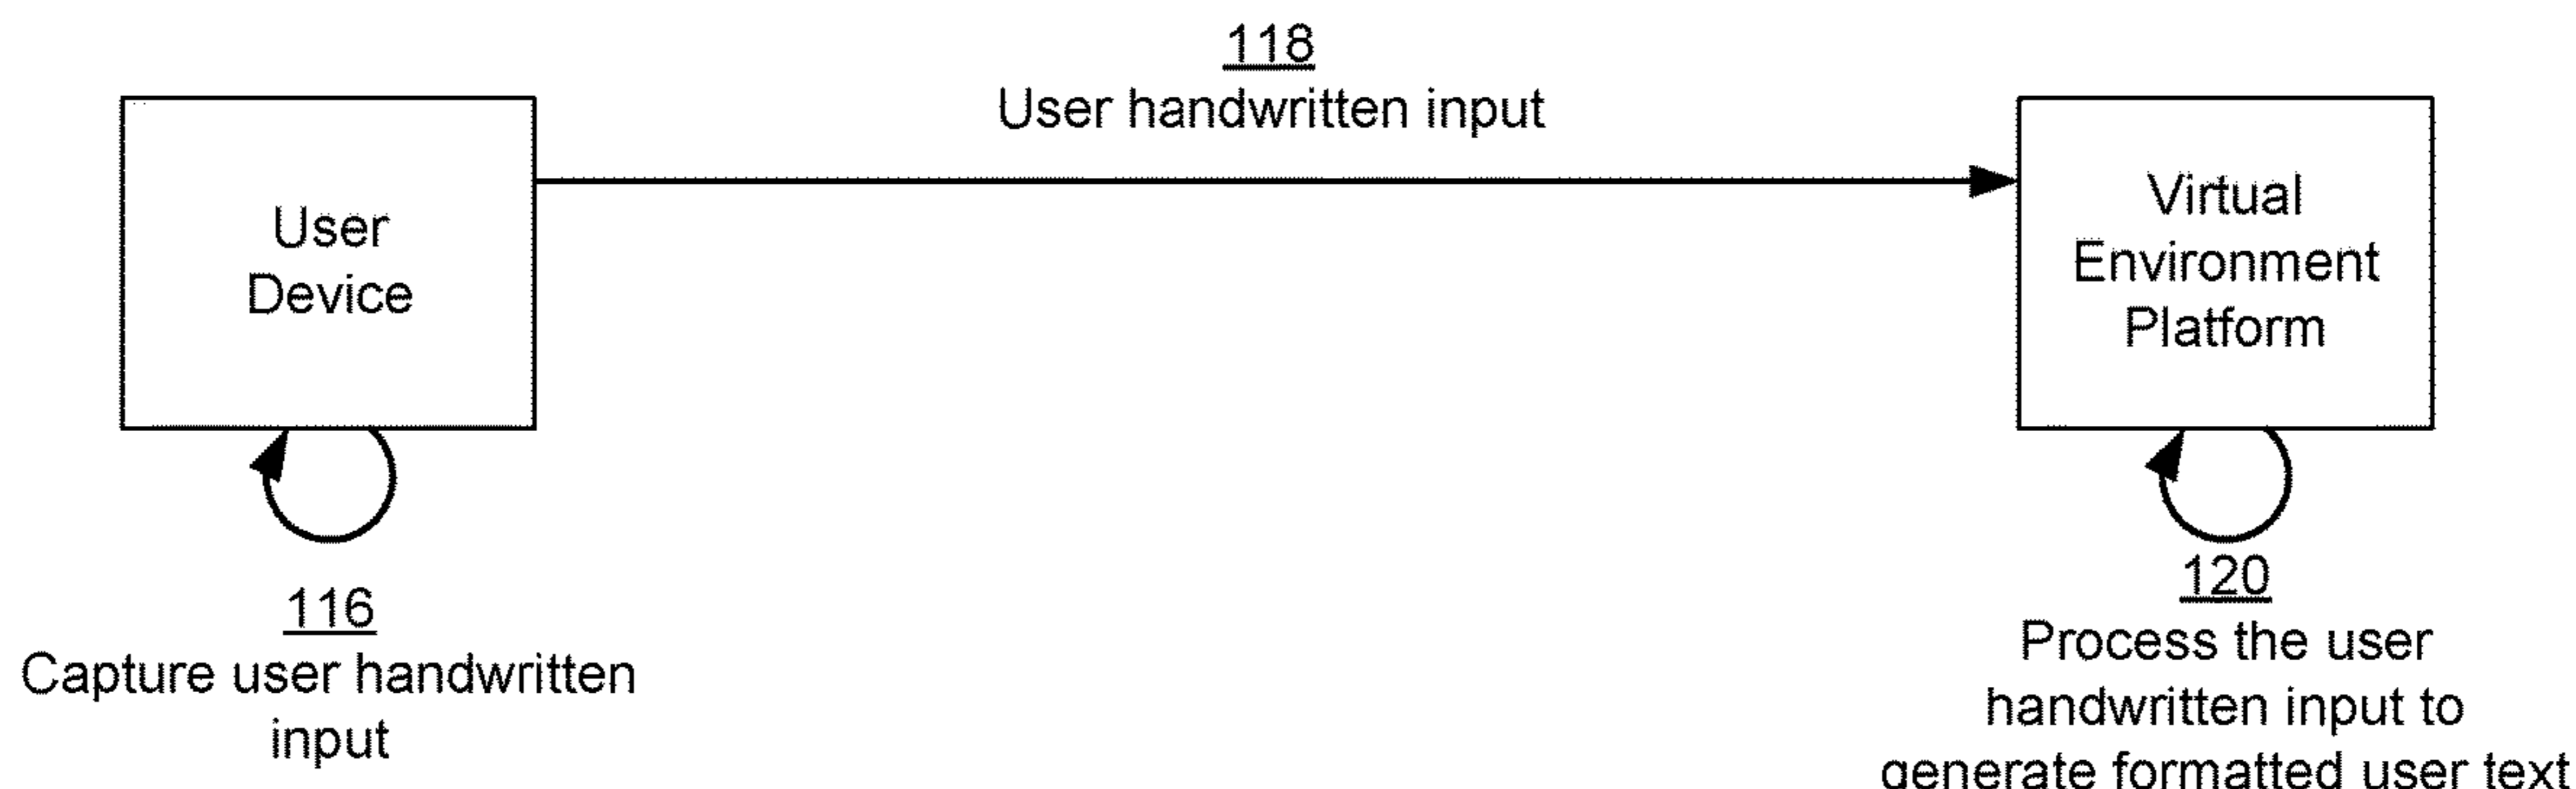 118
User handwritten input
User
Device
Virtual
Environment
Platform
116
Capture user handwritten
input
120
Process the user
handwritten input to
generate formatted user text